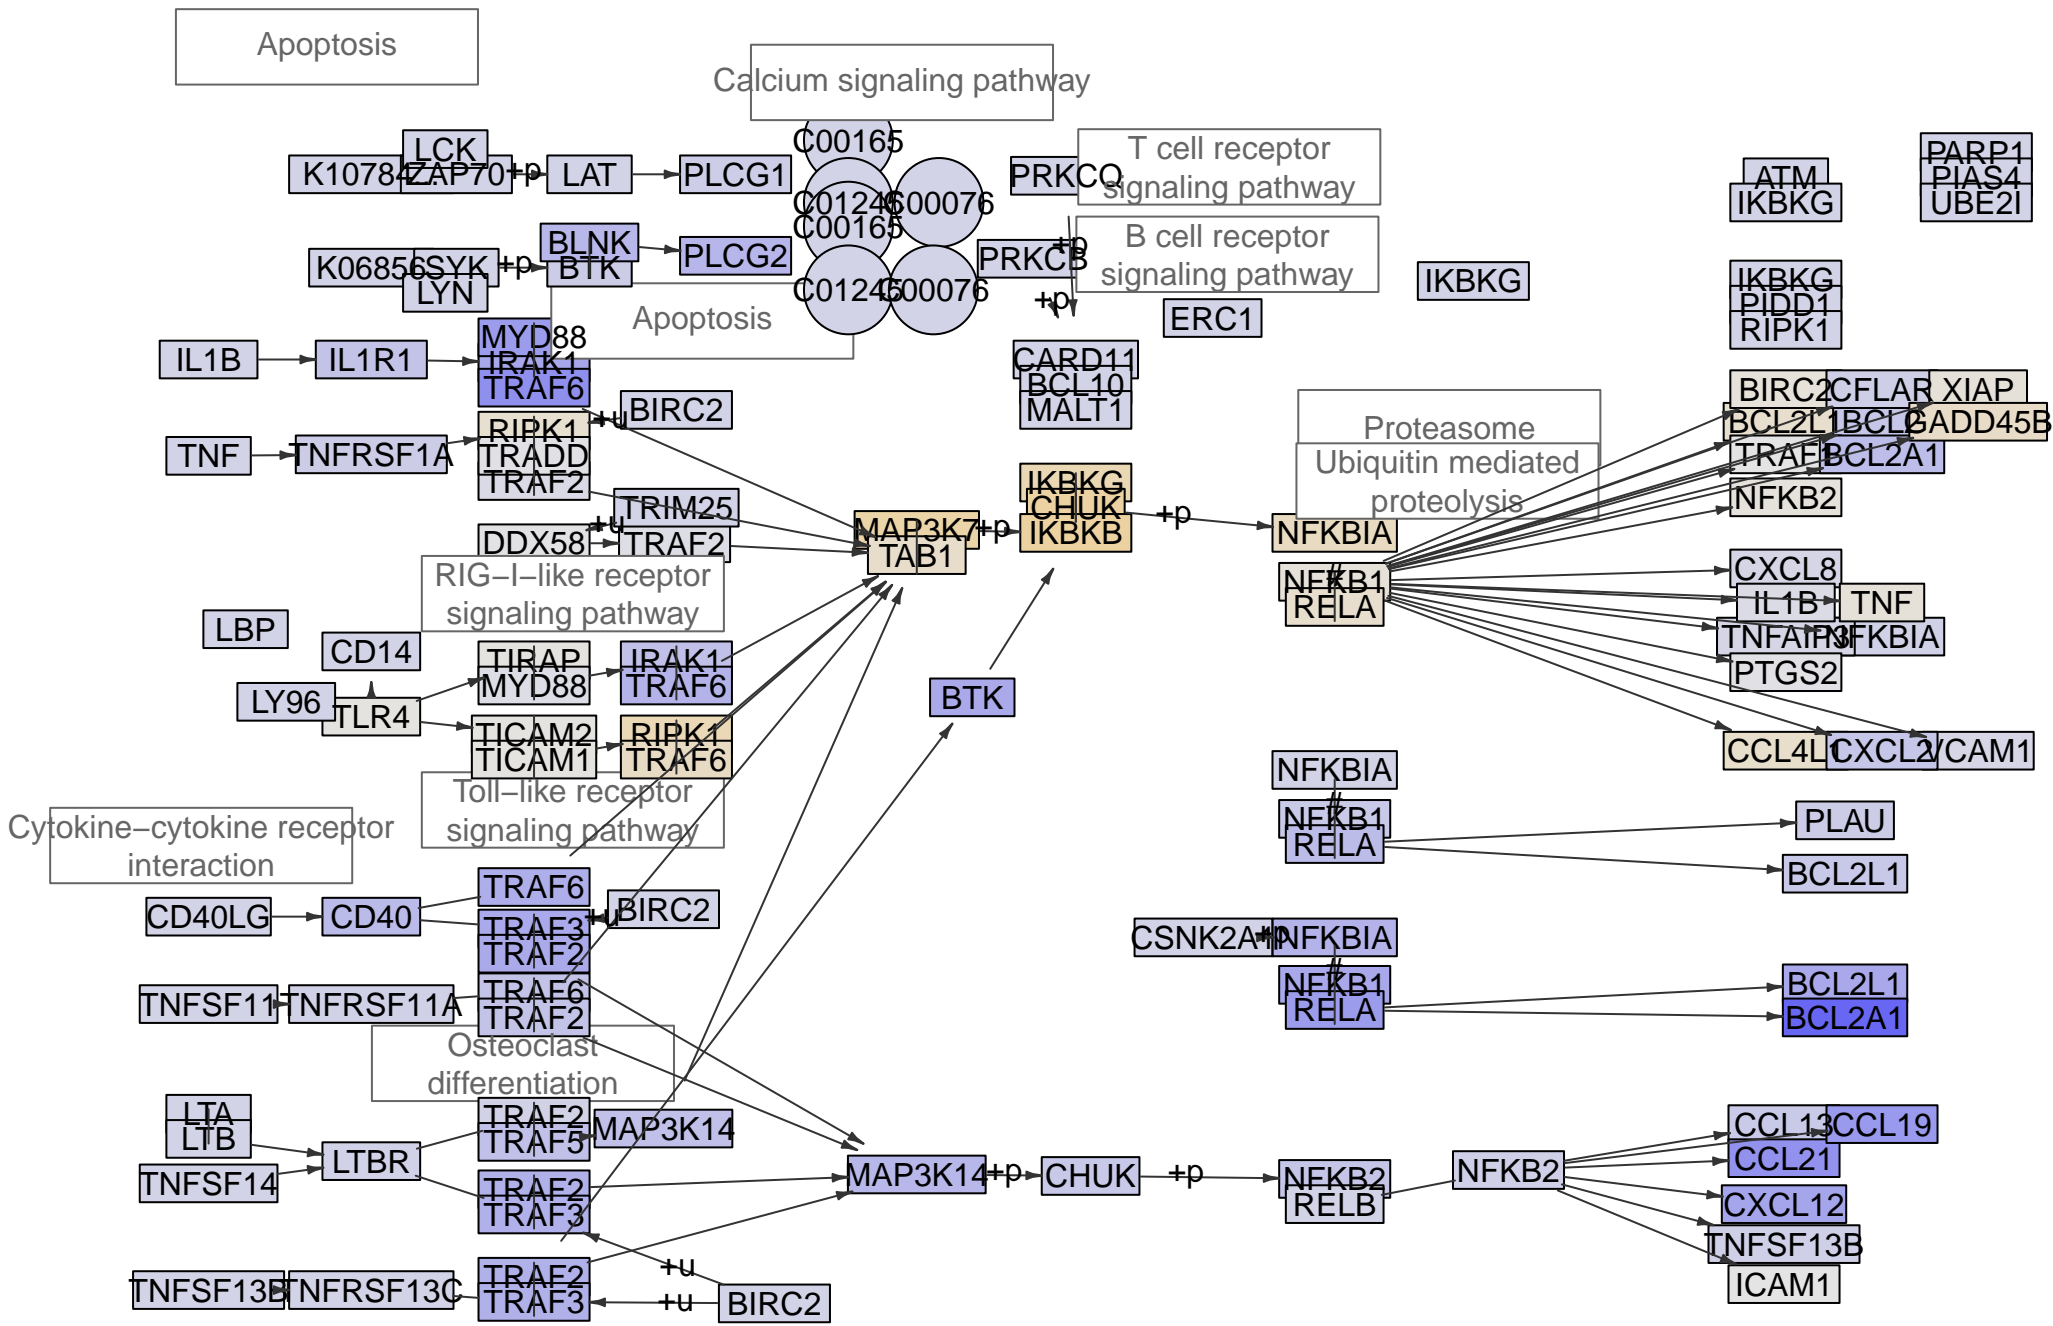 Apoptosis
Calcium signaling pathway
C00165
LCK
K10784
ZAP70
+p
LAT
PLCG1
PRKCQ
T cell receptor
signaling pathway
ATM
IKBKG
PARP1
PIAS4
UBE2I
C01246
C00076
C00165
BLNK
BTK
PLCG2
PRKCB
+p
B cell receptor
signaling pathway
K06856
SYK
+p
LYN
C01245
C00076
+p
IKBKG
IKBKG
PIDD1
RIPK1
Apoptosis
ERC1
MYD88
IRAK1
TRAF6
IL1B
IL1R1
CARD11
BCL10
MALT1
BIRC2
CFLAR
XIAP
BCL2L1
BCL2
GADD45B
TRAF1
BCL2A1
NFKB2
BIRC2
+u
RIPK1
TRADD
TRAF2
TNF
TNFRSF1A
Proteasome
Ubiquitin mediated
proteolysis
IKBKG
CHUK
IKBKB
+p
TRIM25
+u
DDX58
TRAF2
MAP3K7
TAB1
+p
NFKBIA
NFKB1
RELA
CXCL8
IL1B
TNF
TNFAIP3
NFKBIA
PTGS2
RIG−I−like receptor
signaling pathway
LBP
CD14
LY96
TLR4
TIRAP
MYD88
IRAK1
TRAF6
BTK
TICAM2
TICAM1
RIPK1
TRAF6
CCL4L1
CXCL2
VCAM1
Toll−like receptor
signaling pathway
NFKBIA
NFKB1
RELA
PLAU
BCL2L1
Cytokine−cytokine receptor
interaction
TRAF6
CD40LG
CD40
TRAF3
TRAF2
+u
BIRC2
CSNK2A1
+p
NFKBIA
NFKB1
RELA
BCL2L1
BCL2A1
TNFSF11
TNFRSF11A
TRAF6
TRAF2
Osteoclast
differentiation
LTA
LTB
TNFSF14
LTBR
TRAF2
TRAF5
MAP3K14
TRAF2
TRAF3
MAP3K14
+p
CHUK
+p
NFKB2
RELB
NFKB2
CCL13
CCL19
CCL21
CXCL12
TNFSF13B
ICAM1
TNFSF13B
TNFRSF13C
TRAF2
TRAF3
+u
+u
BIRC2